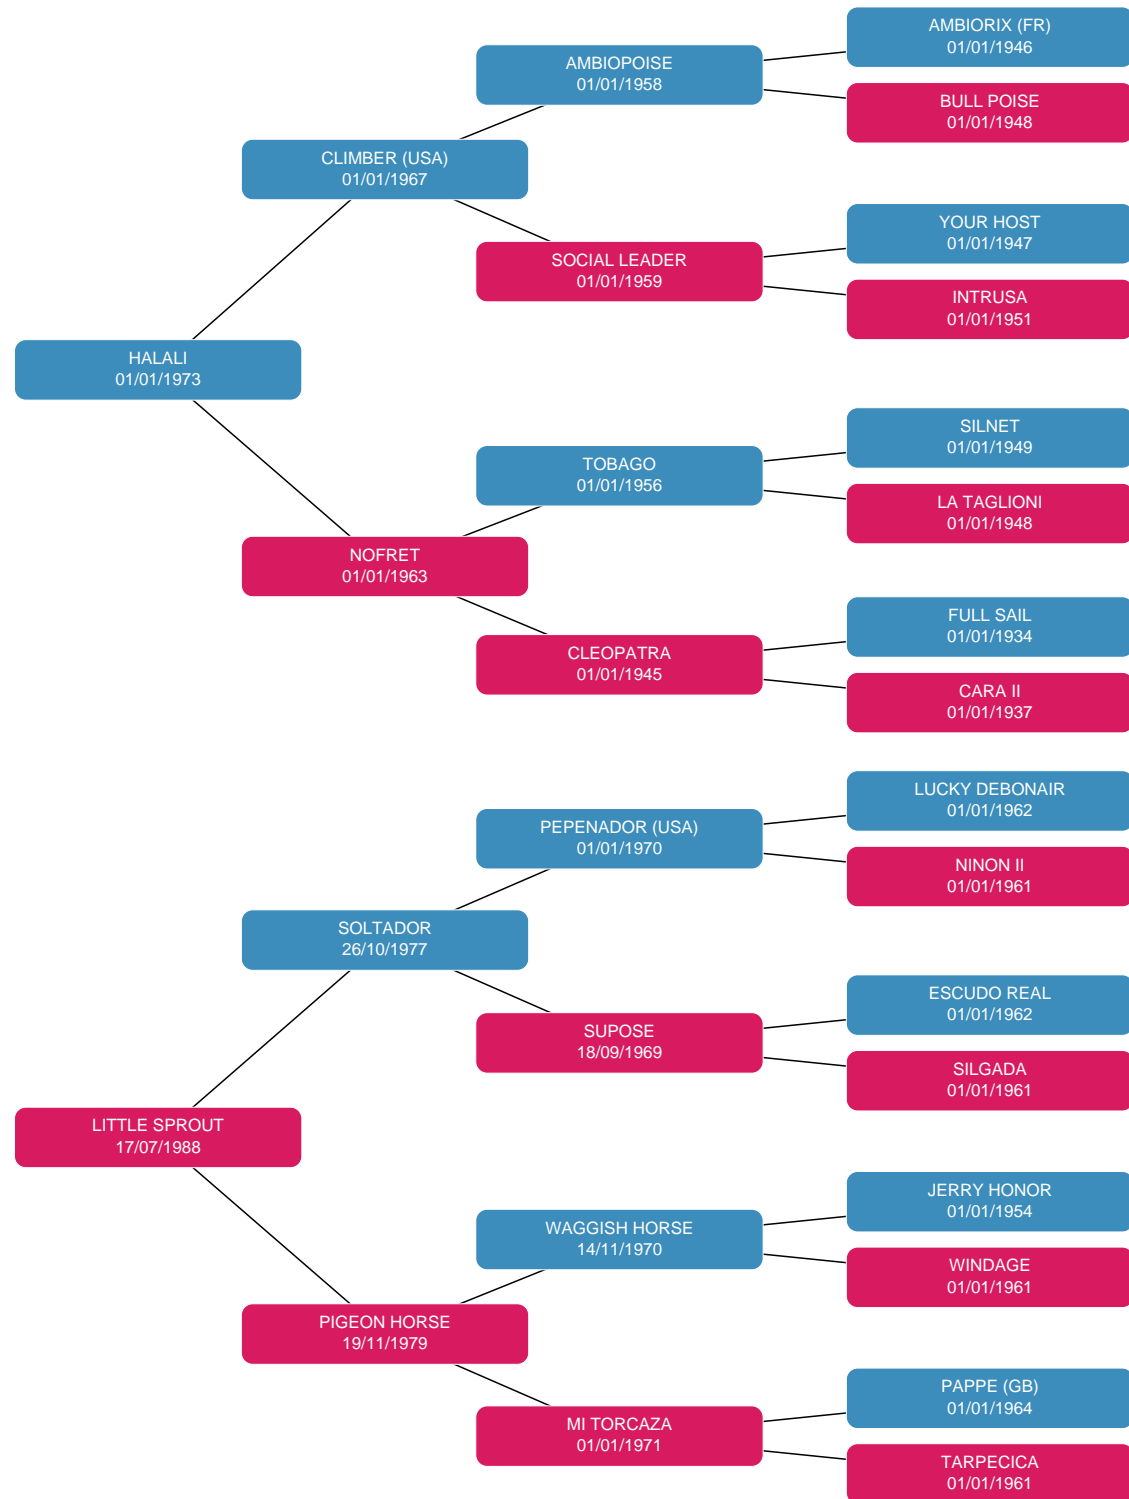 AMBIORIX (FR)
01/01/1946
AMBIOPOISE
01/01/1958
BULL POISE
01/01/1948
CLIMBER (USA)
01/01/1967
YOUR HOST
01/01/1947
SOCIAL LEADER
01/01/1959
INTRUSA
01/01/1951
HALALI
01/01/1973
SILNET
01/01/1949
TOBAGO
01/01/1956
LA TAGLIONI
01/01/1948
NOFRET
01/01/1963
FULL SAIL
01/01/1934
CLEOPATRA
01/01/1945
CARA II
01/01/1937
LUCKY DEBONAIR
01/01/1962
PEPENADOR (USA)
01/01/1970
NINON II
01/01/1961
SOLTADOR
26/10/1977
ESCUDO REAL
01/01/1962
SUPOSE
18/09/1969
SILGADA
01/01/1961
LITTLE SPROUT
17/07/1988
JERRY HONOR
01/01/1954
WAGGISH HORSE
14/11/1970
WINDAGE
01/01/1961
PIGEON HORSE
19/11/1979
PAPPE (GB)
01/01/1964
MI TORCAZA
01/01/1971
TARPECICA
01/01/1961